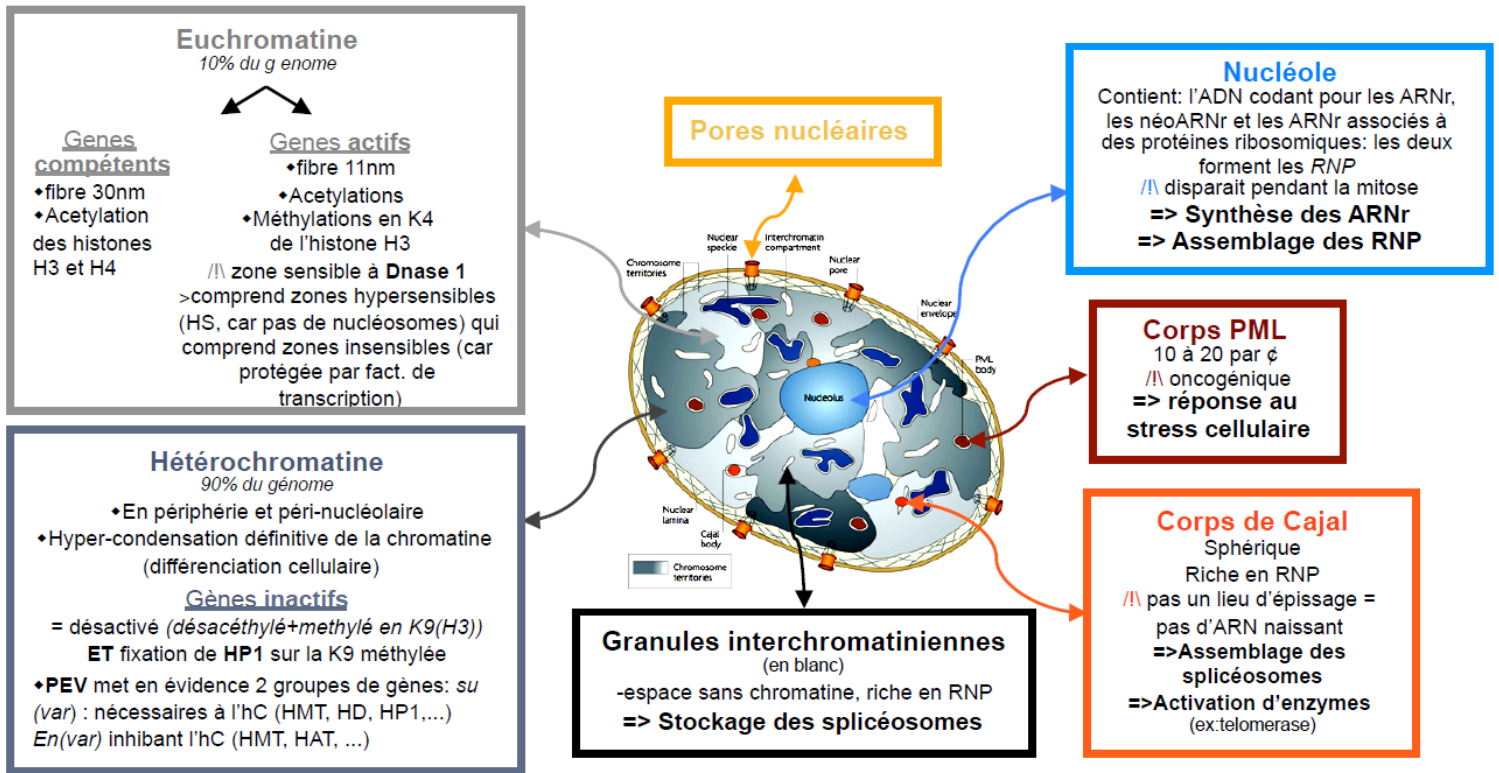 Euchromatine
10% du g enome
Genes
compétents
◆fibre 30nm
◆Acetylation
des histones
H3 et H4
Genes actifs
◆fibre 11nm
◆Acetylations
◆Méthylations en K4
de l'histone H3
/!\ zone sensible à Dnase 1
>comprend zones hypersensibles
(HS, car pas de nucléosomes) qui
comprend zones insensibles (car
protégée par fact. de
transcription)
Hétérochromatine
90% du génome
◆En périphérie et péri-nucléolaire
◆Hyper-condensation définitive de la chromatine
(différenciation cellulaire)
Gènes inactifs
= désactivé (désacéthylé+methylé en K9(H3))
ET fixation de HP1 sur la K9 méthylée
◆PEV met en évidence 2 groupes de gènes: su
(var) : nécessaires à l'hC (HMT, HD, HP1,...)
En(var) inhibant l'hC (HMT, HAT, ...)
Pores nucléaires
Nuclear
speckle
Interchromatin
compartment
Chromosome
territories
Nuclear
pore
Nuclear
envelope
PML
body
Nucleolus
Nuclear
lamina
Cajal
body
Chromosome
territories
Granules interchromatiniennes
(en blanc)
-espace sans chromatine, riche en RNP
=> Stockage des splicéosomes
Nucléole
Contient: l'ADN codant pour les ARNr,
les néoARNr et les ARNr associés à
des protéines ribosomiques: les deux
forment les RNP
/!\ disparait pendant la mitose
=> Synthèse des ARNr
=> Assemblage des RNP
Corps PML
10 à 20 par ¢
/!\ oncogénique
=> réponse au
stress cellulaire
Corps de Cajal
Sphérique
Riche en RNP
/!\ pas un lieu d'épissage =
pas d'ARN naissant
=>Assemblage des
splicéosomes
=>Activation d'enzymes
(ex:telomerase)